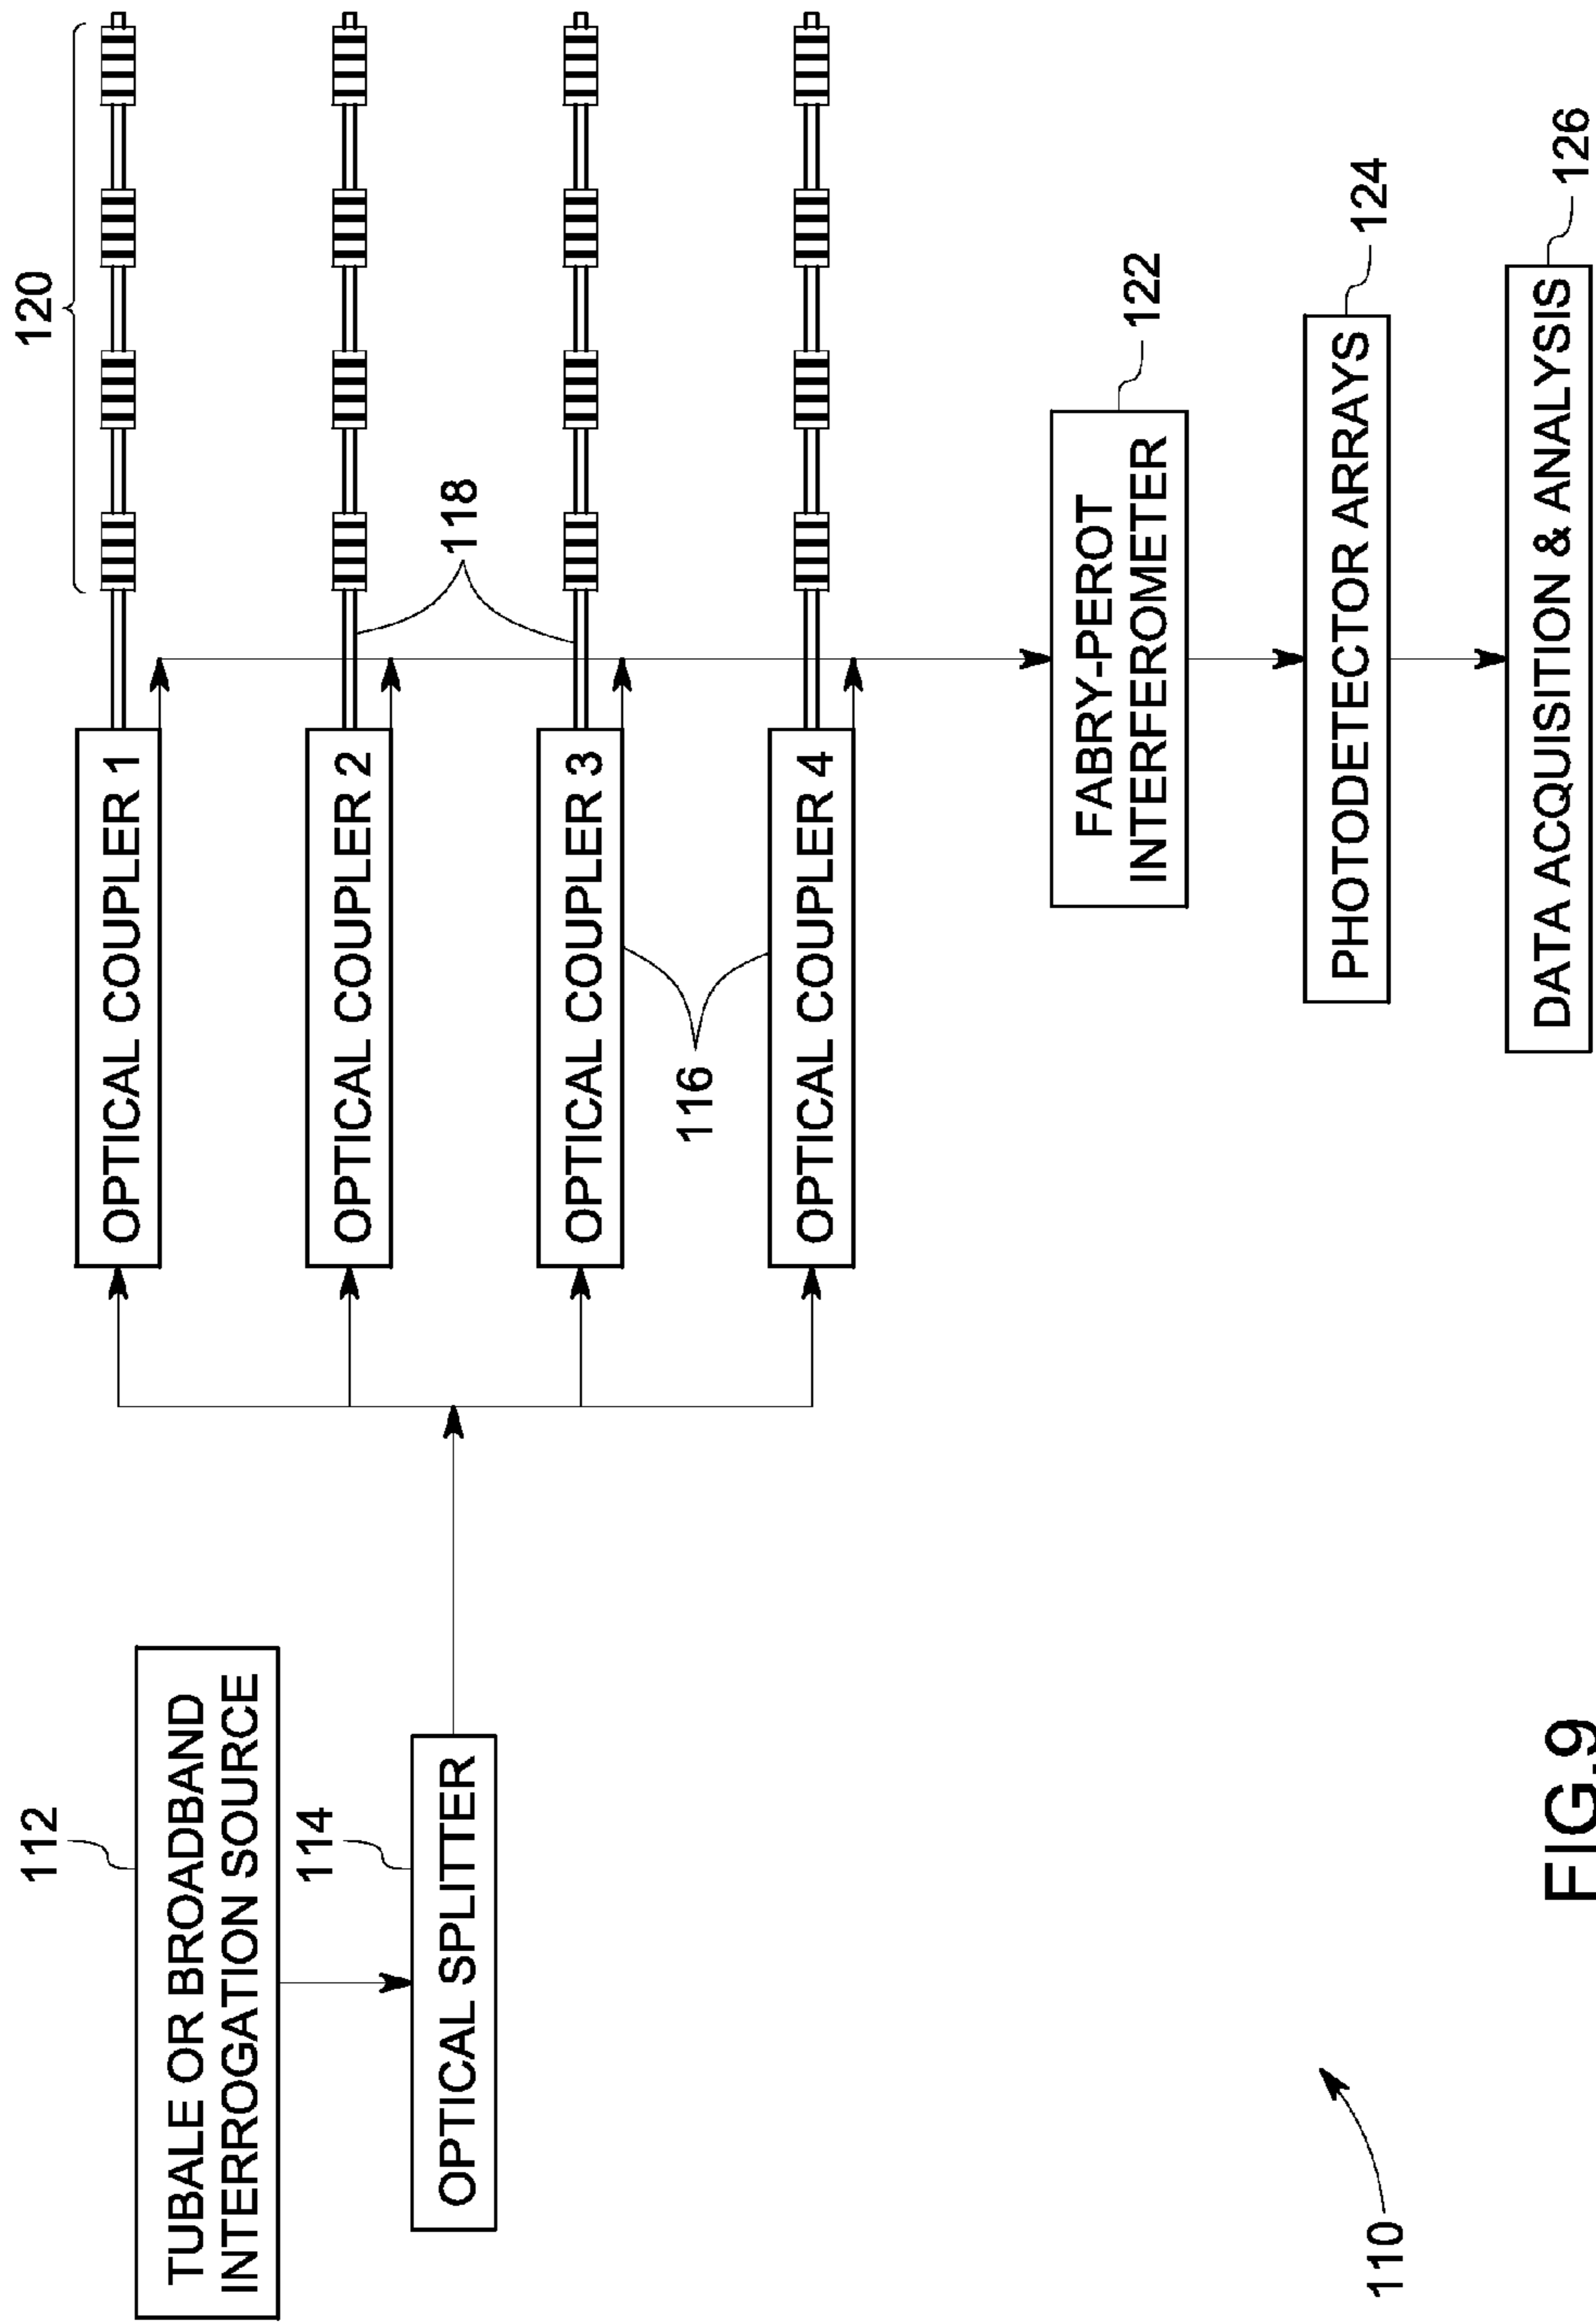 112
TUBALE OR BROADBAND
INTERROGATION SOURCE
114
OPTICAL SPLITTER
OPTICAL COUPLER 1
OPTICAL COUPLER 2
OPTICAL COUPLER 3
OPTICAL COUPLER 4
116
118
120
FABRY-PEROT
INTERFEROMETER
122
PHOTODETECTOR ARRAYS
124
DATA ACQUISITION & ANALYSIS
126
110
FIG.9